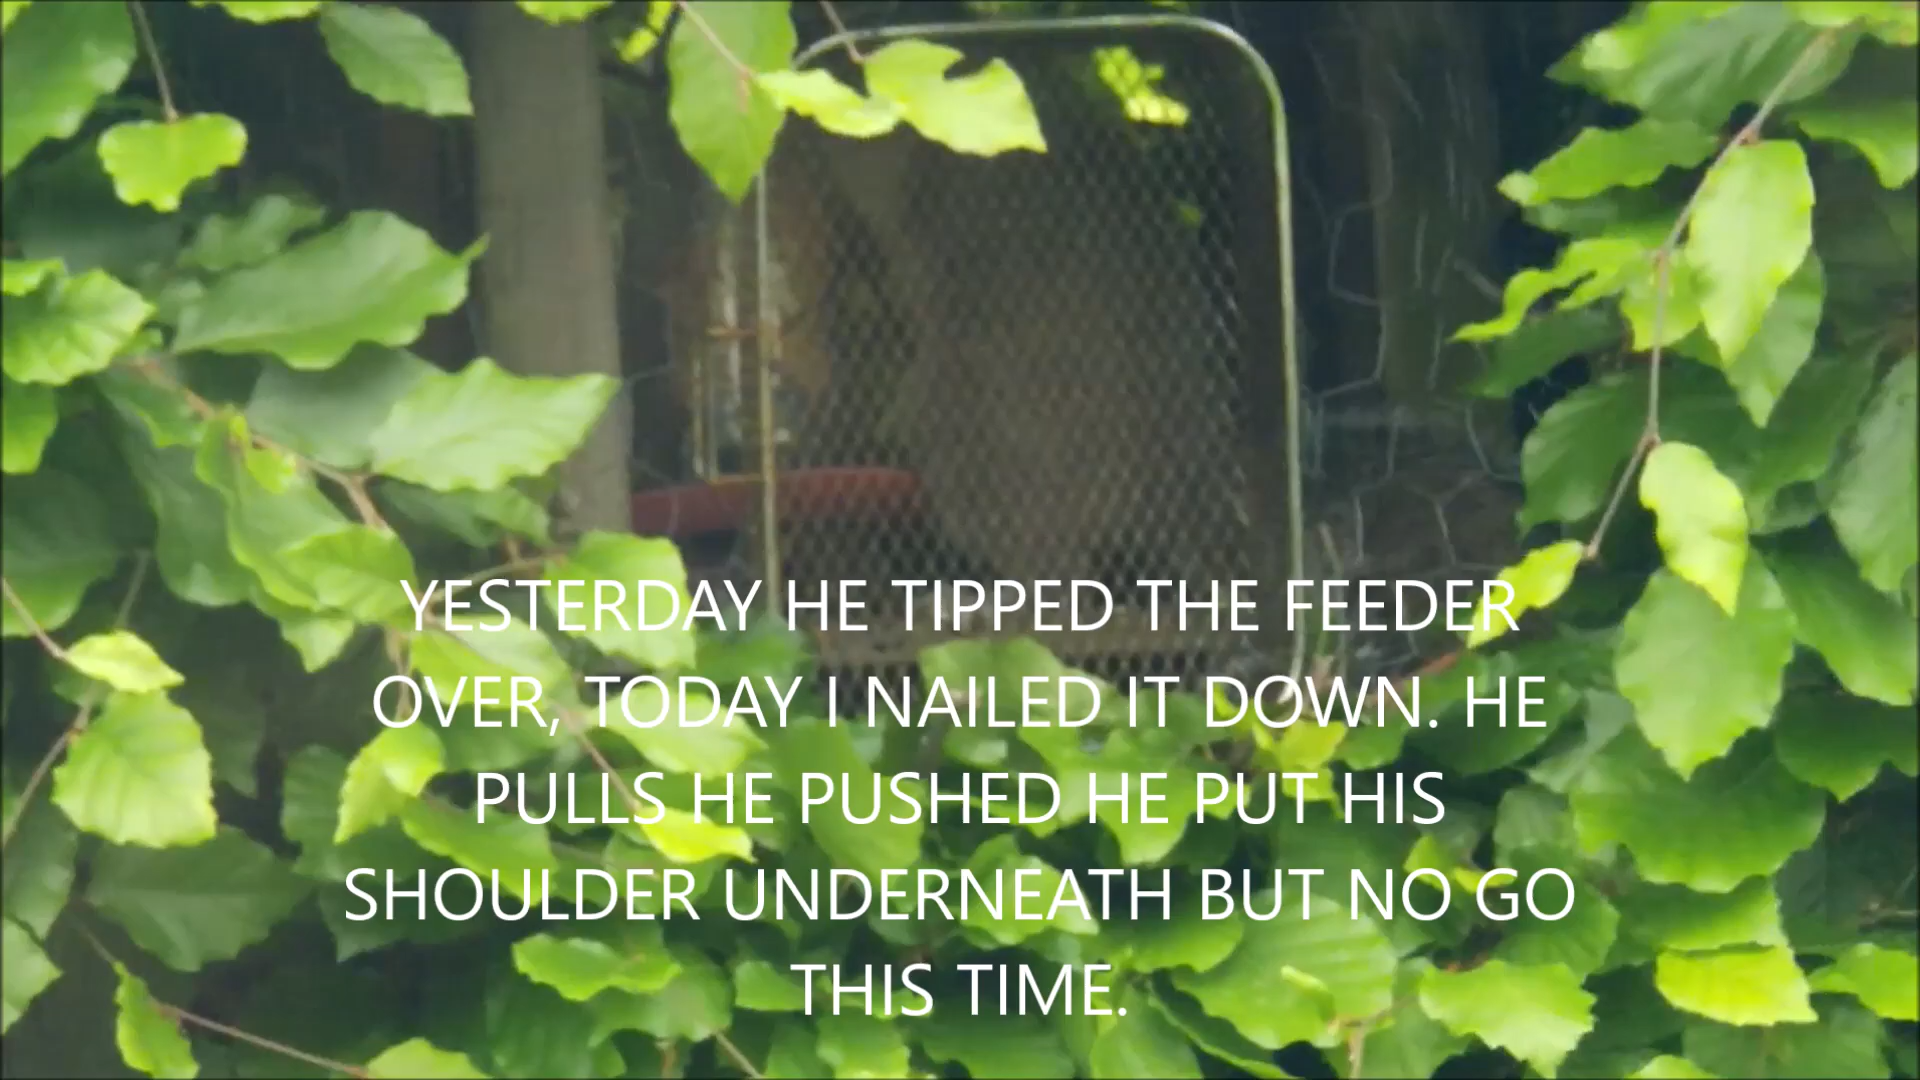 YESTERDAY HE TIPPED THE FEEDER
OVER, TODAY I NAILED IT DOWN. HE
PULLS HE PUSHED HE PUT HIS
SHOULDER UNDERNEATH BUT NO GO
THIS TIME.